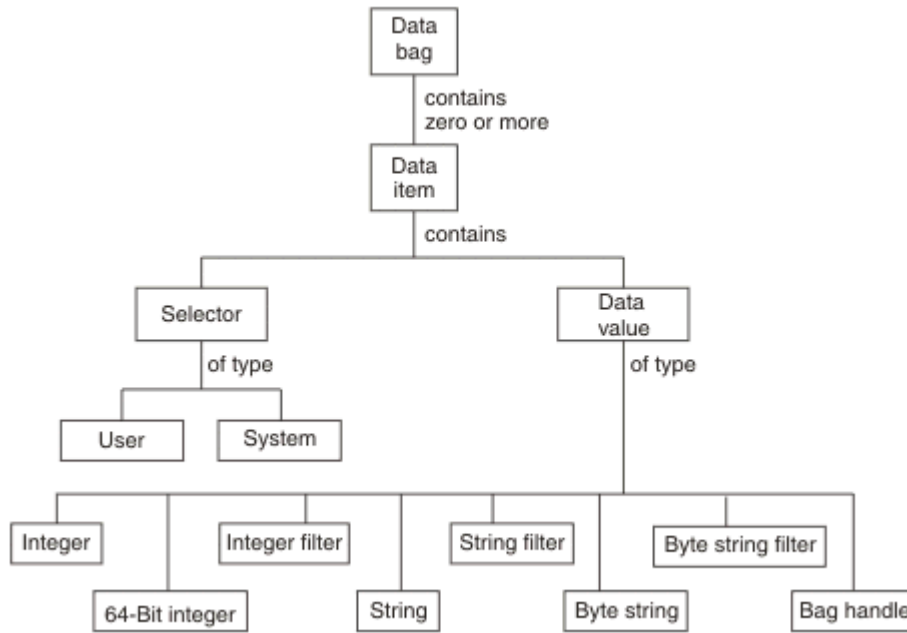 Data
bag
contains
zero or more
Data
item
contains
Selector
Data
value
of type
of type
User
System
Integer
Integer filter
String filter
Byte string filter
64-Bit integer
String
Byte string
Bag handle